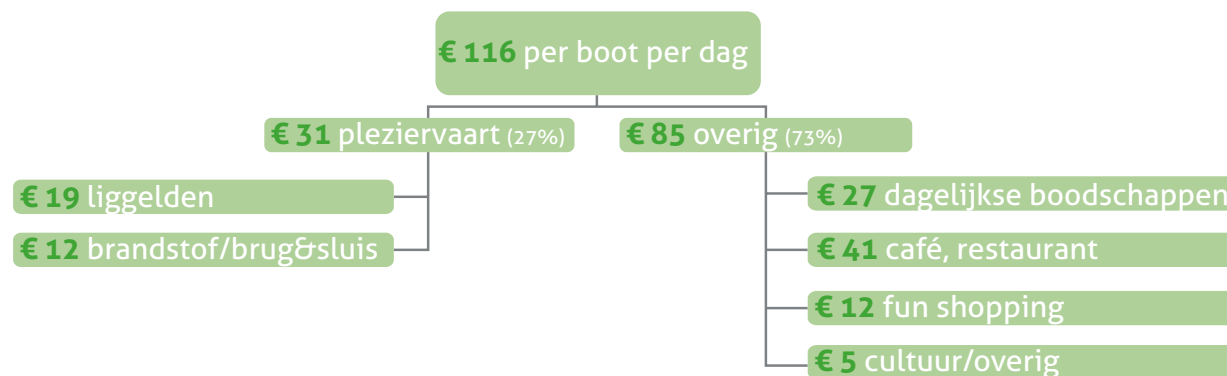 € 116 per boot per dag
€ 31 pleziervaart (27%)
€ 85 overig (73%)
€ 19 liggelden
€ 12 brandstof/brug&sluis
€ 27 dagelijkse boodschappen
€ 41 café, restaurant
€ 12 fun shopping
€ 5 cultuur/overig